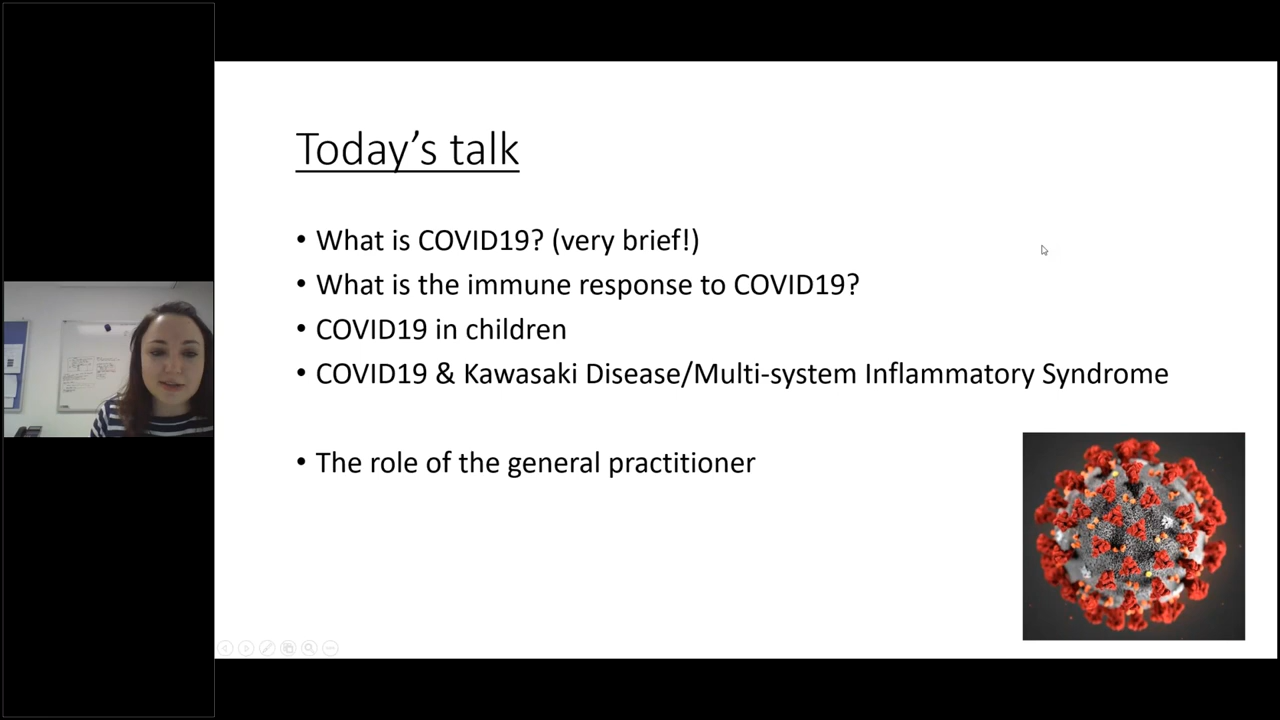 Today's talk
• What is COVID19? (very brief!)
• What is the immune response to COVID19?
• COVID19 in children
• COVID19 & Kawasaki Disease/Multi-system Inflammatory Syndrome
• The role of the general practitioner